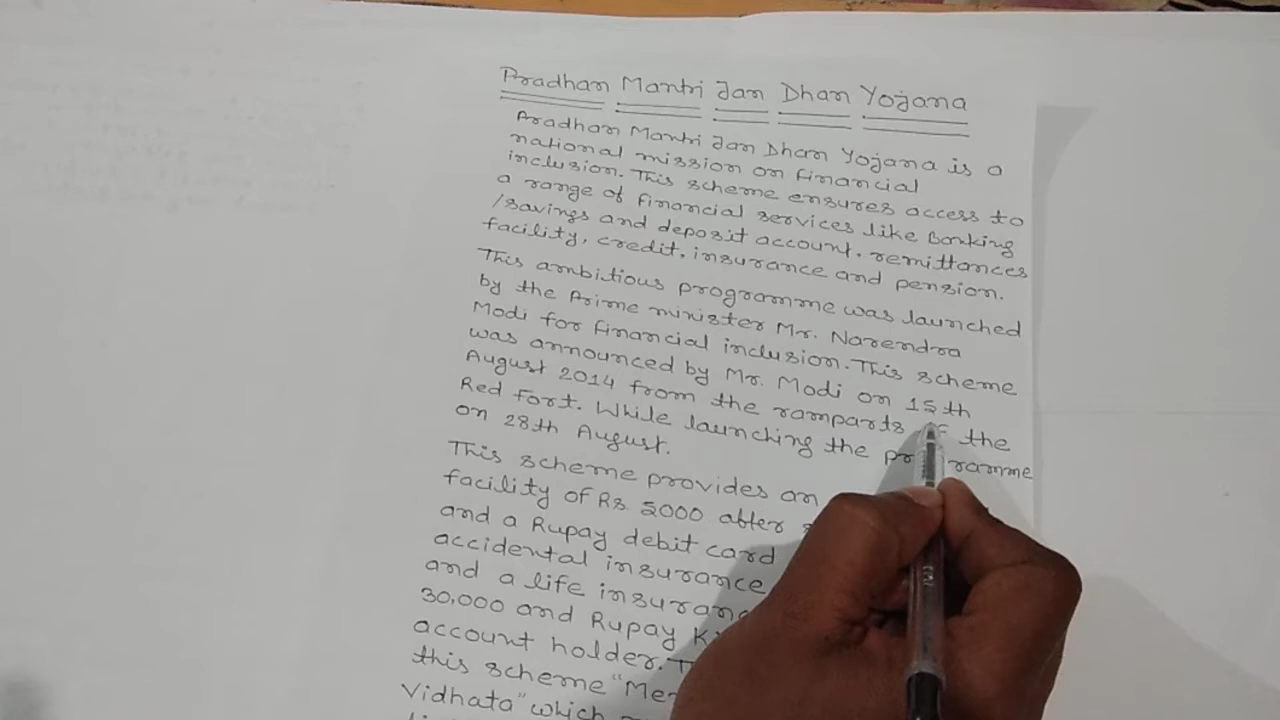 Pradhan Mantri Jan Dhan Yojana
Pradhan Mantri Jan Dhan Yojana is a
national mission on financial
inclusion. This scheme ensures access to
a range of financial services like Banking
/savings and deposit account, remittances
facility, credit, insurance and pension.
This ambitious programme was launched
by the Prime minister Mr. Narendra
Modi for financial inclusion. This scheme
was announced by Mr. Modi on 15th
August 2014 from the ramparts of the
Red fort. While launching the programme
on 28th August.
This scheme provides an
facility of Rs. 5000 after
and a Rupay debit card
accidental insurance
and a life insurance
30,000 and Rupay
account holder.
this scheme "Mera
Vidhata" which